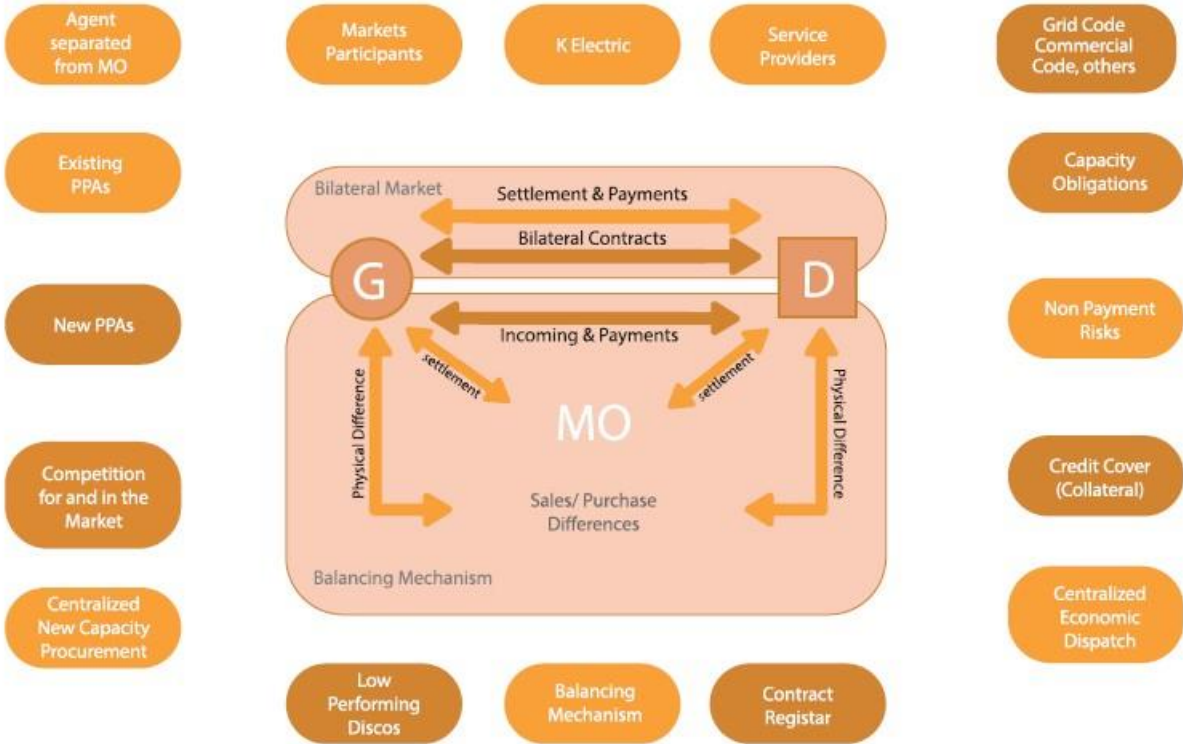 Agent
separated
from MO
Markets
Participants
K Electric
Service
Providers
Grid Code
Commercial
Code, others
Existing
PPAs
Capacity
Obligations
New PPAs
Non Payment
Risks
Competition
for and in the
Market
Credit Cover
(Collateral)
Centralized
New Capacity
Procurement
Centralized
Economic
Dispatch
Bilateral Market
Settlement & Payments
Bilateral Contracts
G
D
Incoming & Payments
settlement
settlement
Physical Difference
Physical Difference
MO
Sales/ Purchase
Differences
Balancing Mechanism
Low
Performing
Discos
Balancing
Mechanism
Contract
Registar